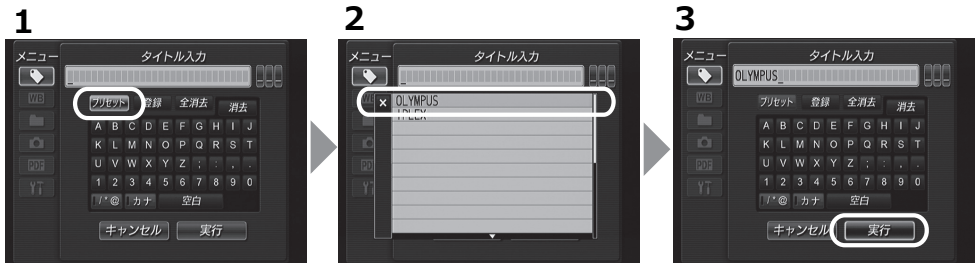 1
メニュー
タイトル入力
WB
PDF
プリセット 登録 全消去 消去
A B C D E F G H I J
K L M N O P Q R S T
U V W X Y Z ; : , .
1 2 3 4 5 6 7 8 9 0
!/*@ カナ 空白
キャンセル 実行
2
メニュー
タイトル入力
× OLYMPUS
IPLEX
3
メニュー
タイトル入力
OLYMPUS_
WB
PDF
プリセット 登録 全消去 消去
A B C D E F G H I J
K L M N O P Q R S T
U V W X Y Z ; : , .
1 2 3 4 5 6 7 8 9 0
!/*@ カナ 空白
キャンセル 実行